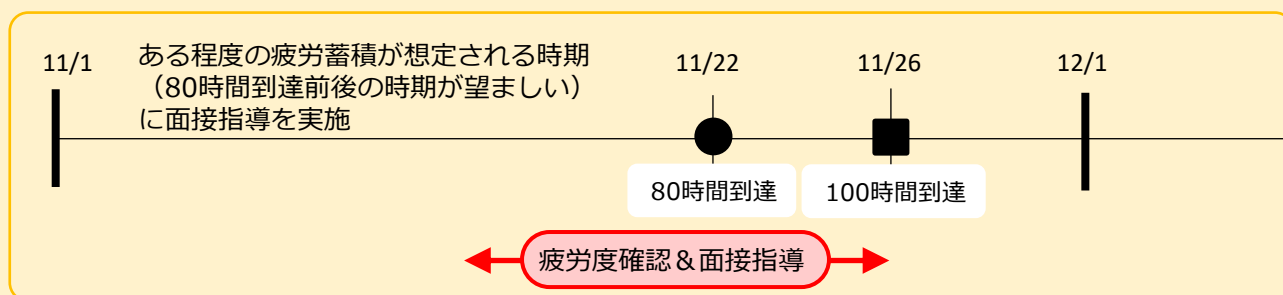 11/1
ある程度の疲労蓄積が想定される時期
（80時間到達前後の時期が望ましい）
に面接指導を実施
11/22
11/26
12/1
80時間到達
100時間到達
疲労度確認＆面接指導